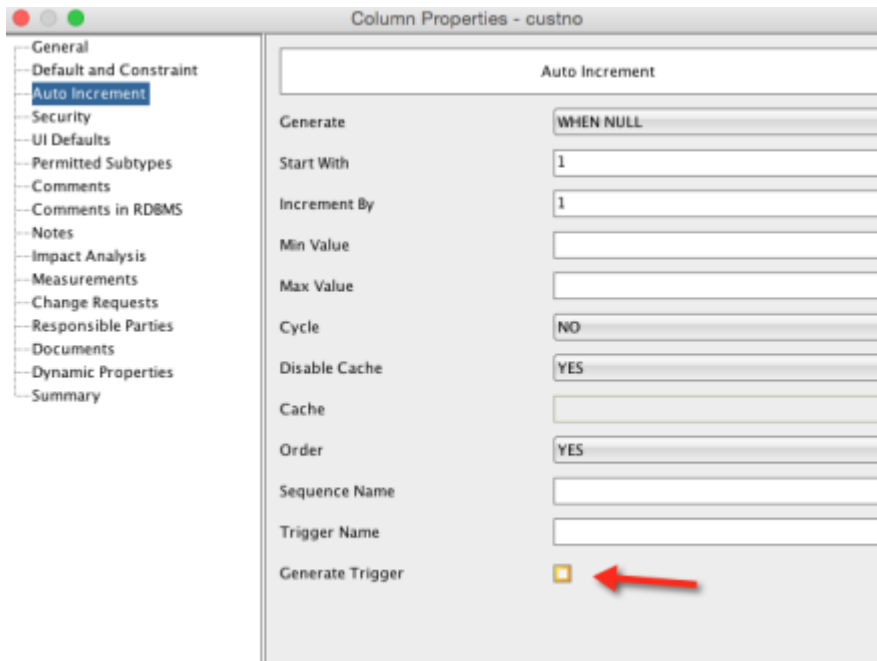 Column Properties - custno
General
Default and Constraint
Auto Increment
Security
UI Defaults
Permitted Subtypes
Comments
Comments in RDBMS
Notes
Impact Analysis
Measurements
Change Requests
Responsible Parties
Documents
Dynamic Properties
Summary
Auto Increment
Generate WHEN NULL
Start With 1
Increment By 1
Min Value
Max Value
Cycle NO
Disable Cache YES
Cache
Order YES
Sequence Name
Trigger Name
Generate Trigger